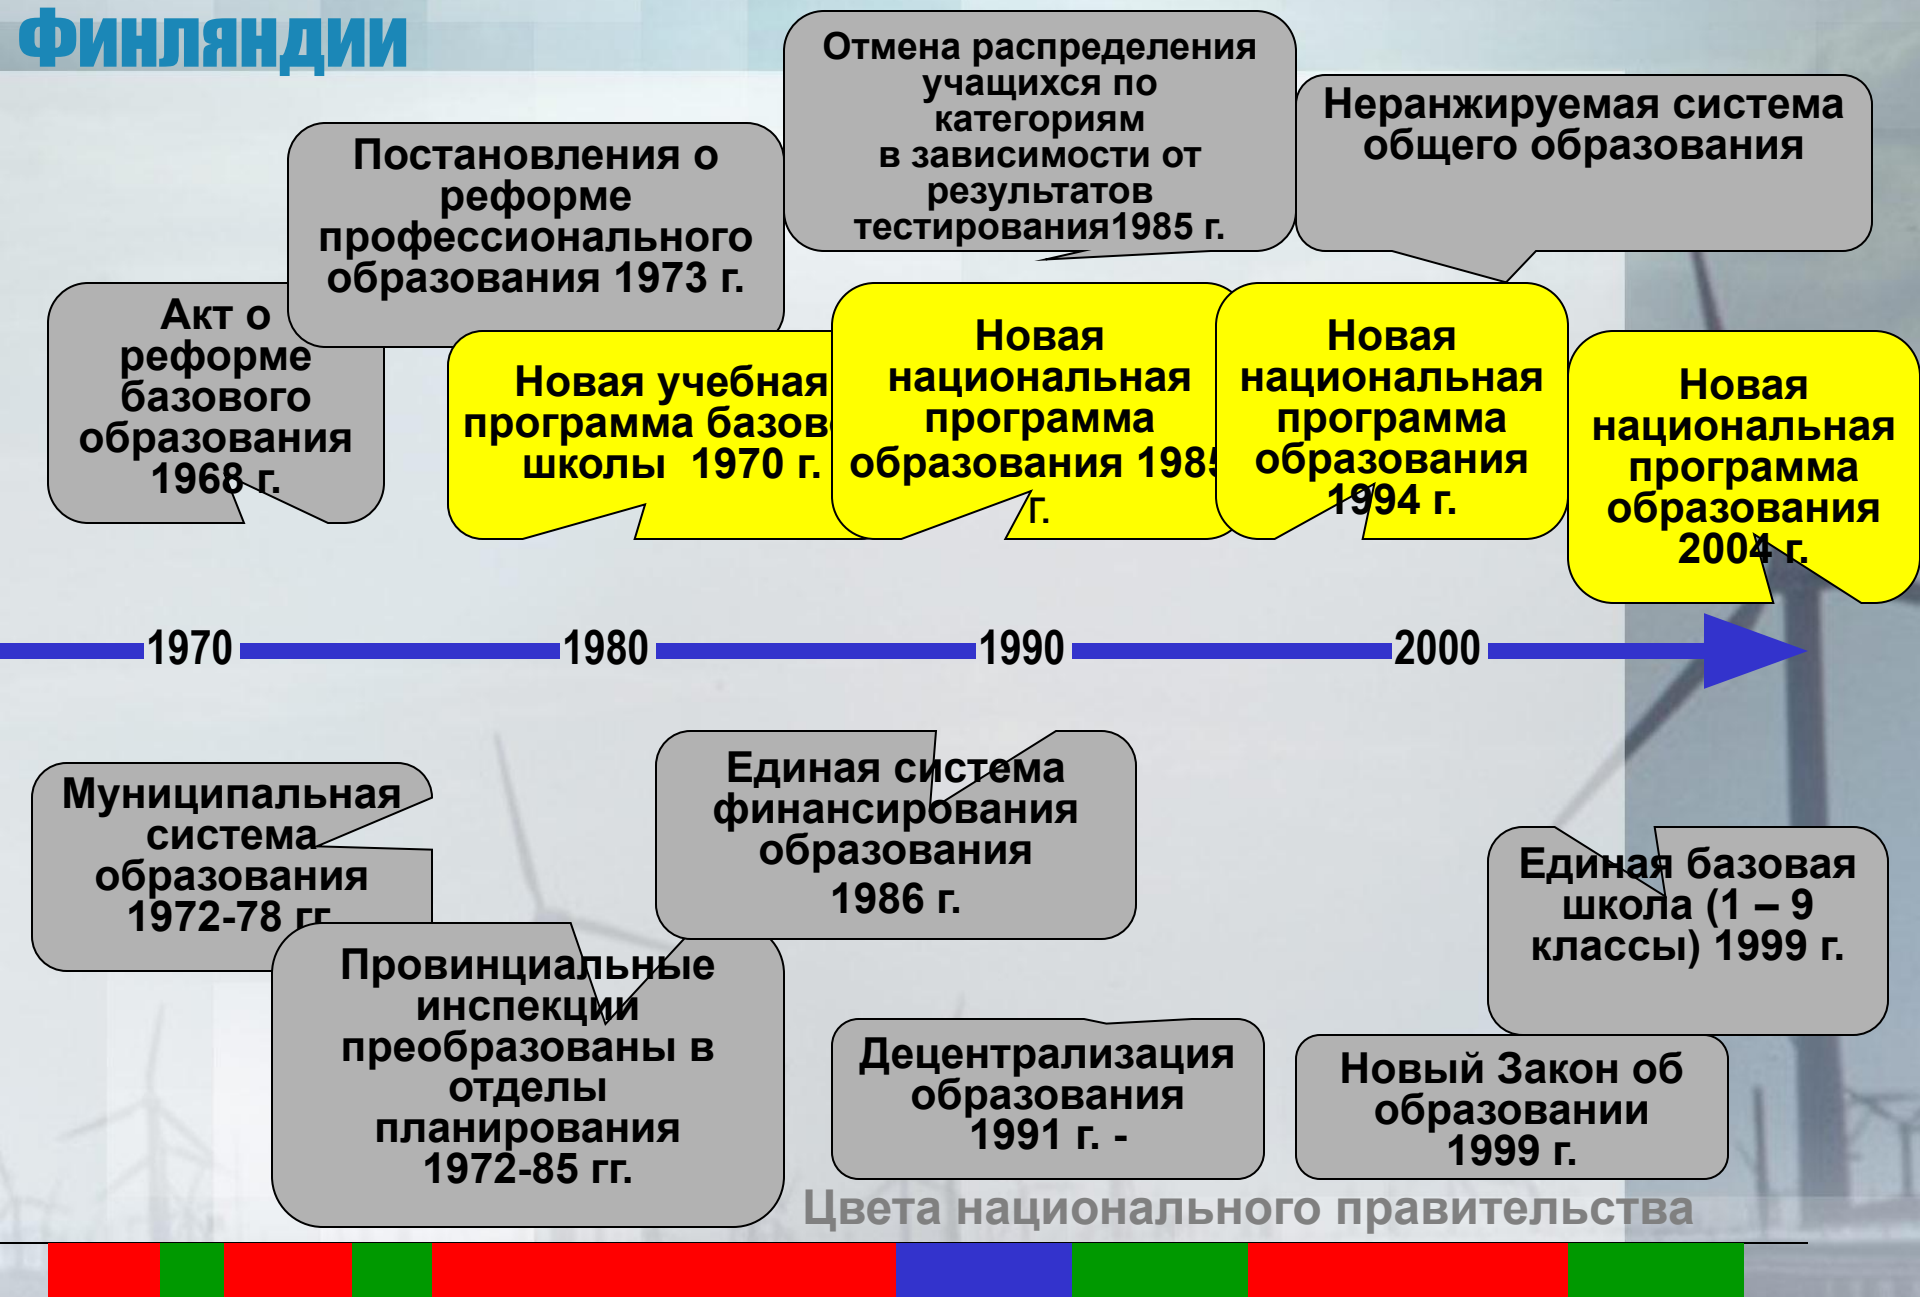 Финляндии
Отмена распределения
учащихся по
категориям
в зависимости от
результатов
тестирования1985 г.
Неранжируемая система
общего образования
Постановления о
реформе
профессионального
образования 1973 г.
Акт о
реформе
базового
образования
1968 г.
Новая учебная
программа
школы 1970 г.
Новая
национальная
программа
образования
г.
Новая
национальная
программа
образования
1994 г.
Новая
национальная
программа
образования
2004 г.
1970 1980 1990 2000
Муниципальная
система
образования
1972-78 гг
Единая система
финансирования
образования
1986 г.
Единая базовая
школа (1 – 9
классы) 1999 г.
Провинциальные
инспекции
преобразованы в
отделы
планирования
1972-85 гг.
Децентрализация
образования
1991 г. -
Новый Закон об
образовании
1999 г.
Цвета национального правительства